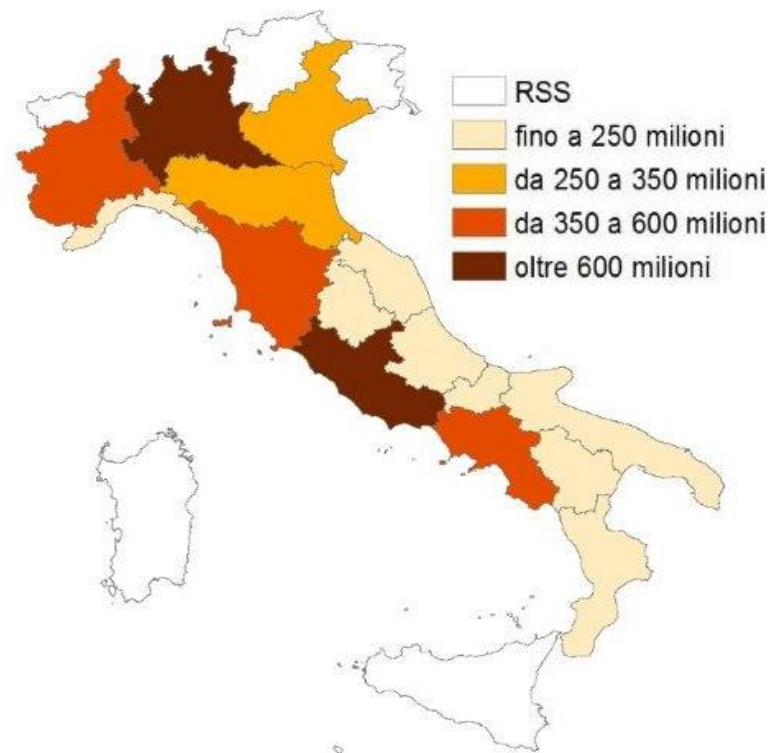 RSS
fino a 250 milioni
da 250 a 350 milioni
da 350 a 600 milioni
oltre 600 milioni